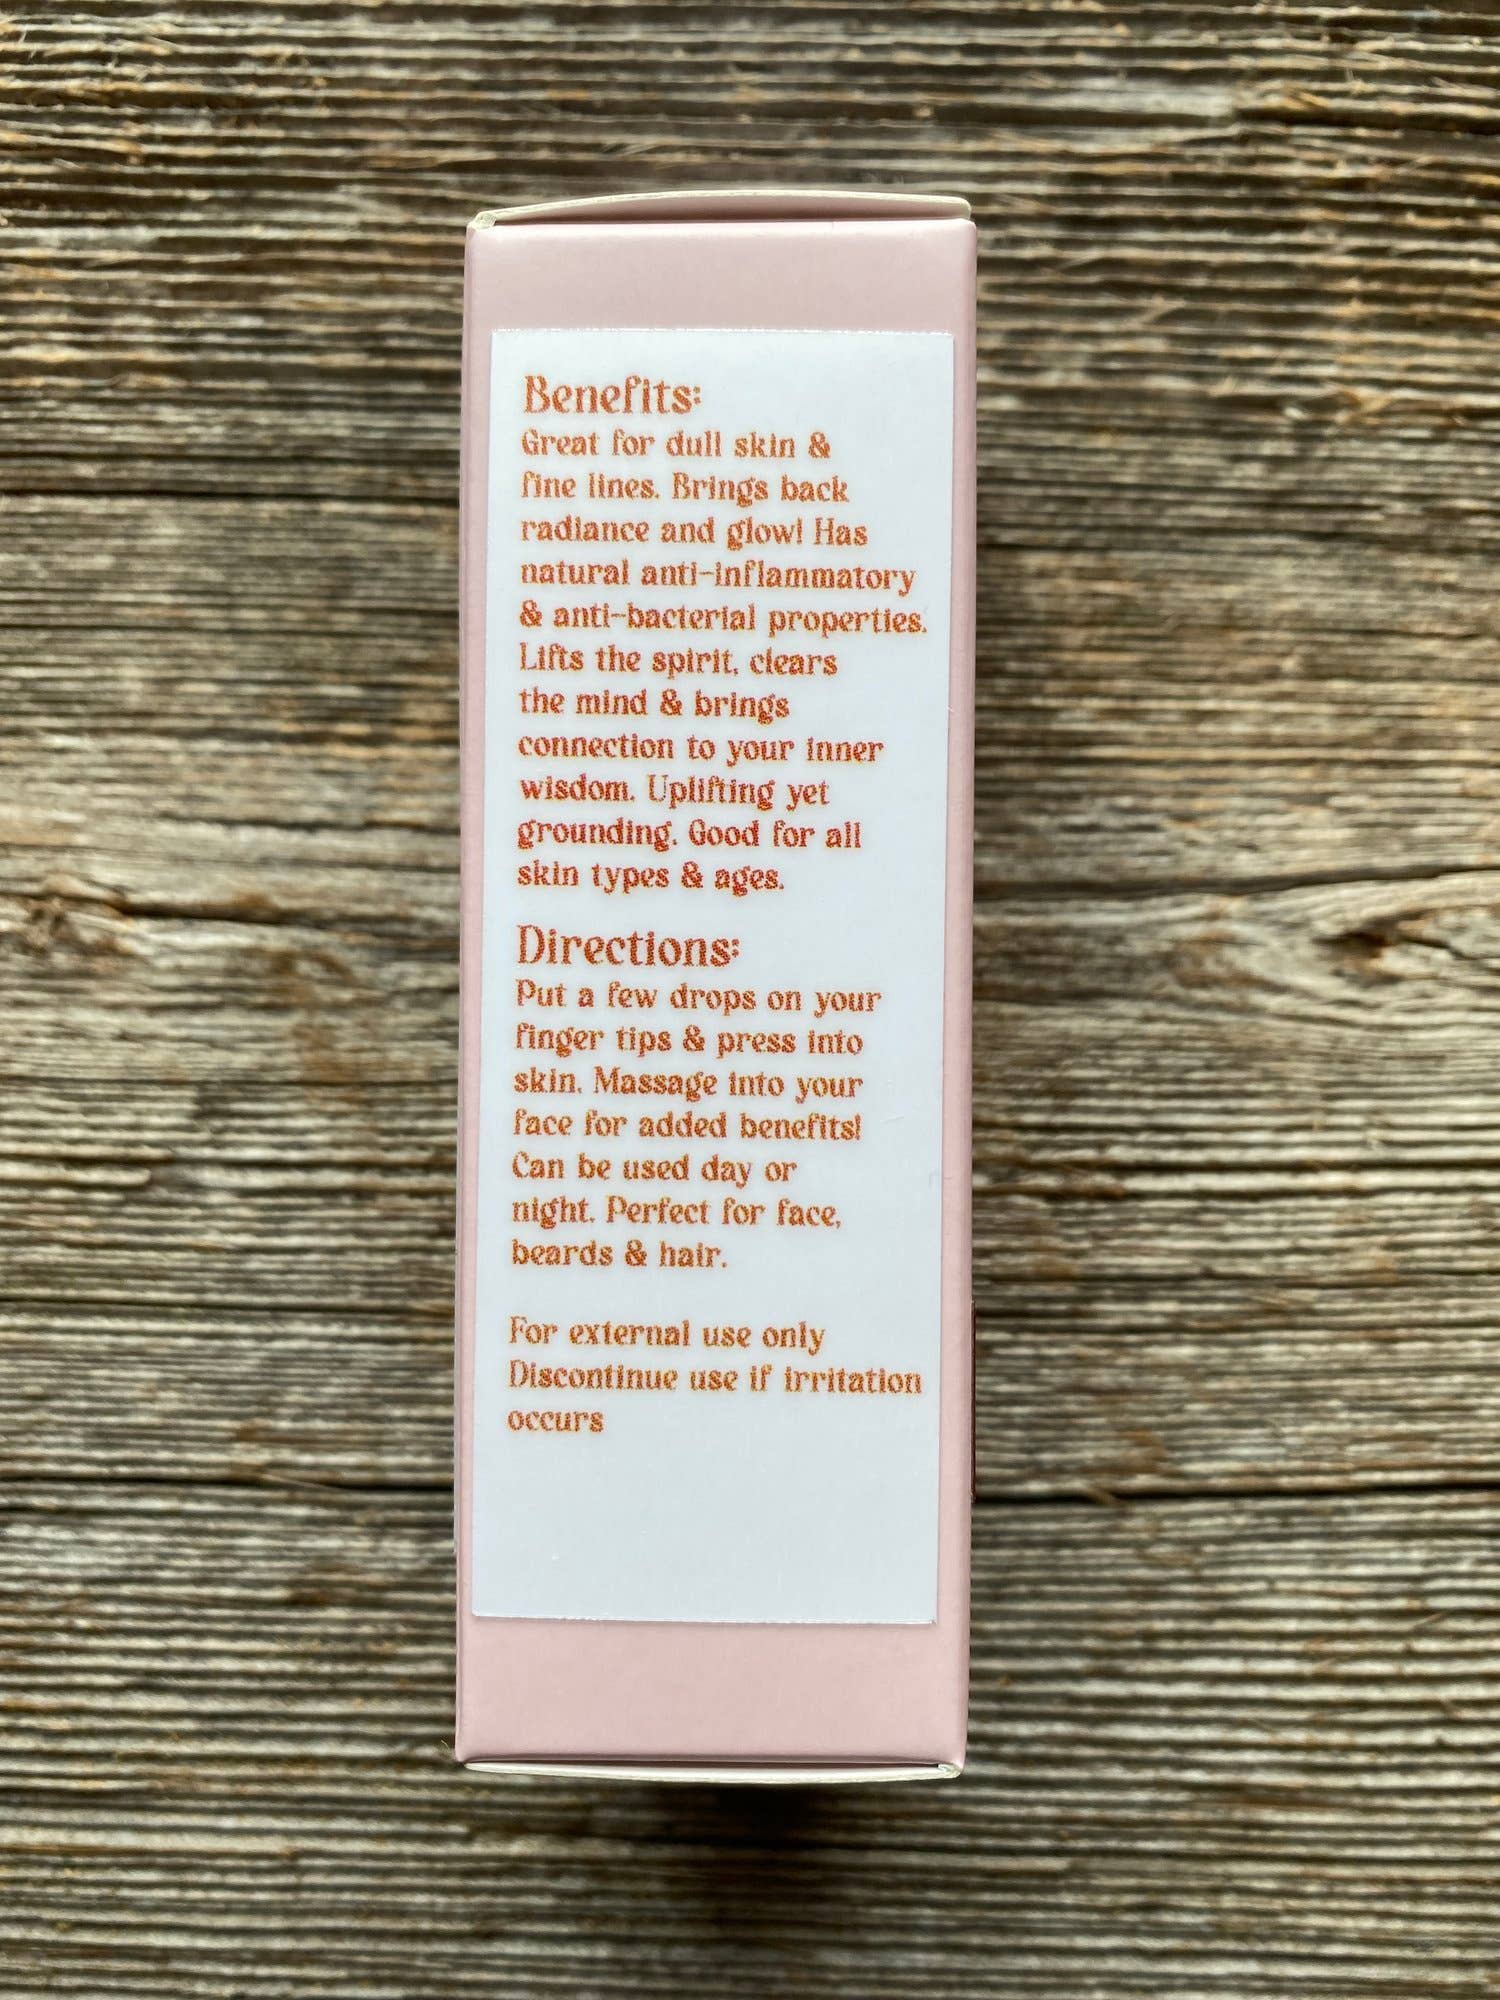 Benefits:
Great for dull skin &
fine lines. Brings back
radiance and glow! Has
natural anti-inflammatory
& anti-bacterial properties.
Lifts the spirit, clears
the mind & brings
connection to your inner
wisdom. Uplifting yet
grounding. Good for all
skin types & ages.
Directions:
Put a few drops on your
finger tips & press into
skin. Massage into your
face for added benefits!
Can be used day or
night. Perfect for face,
beards & hair.
For external use only
Discontinue use if irritation
occurs